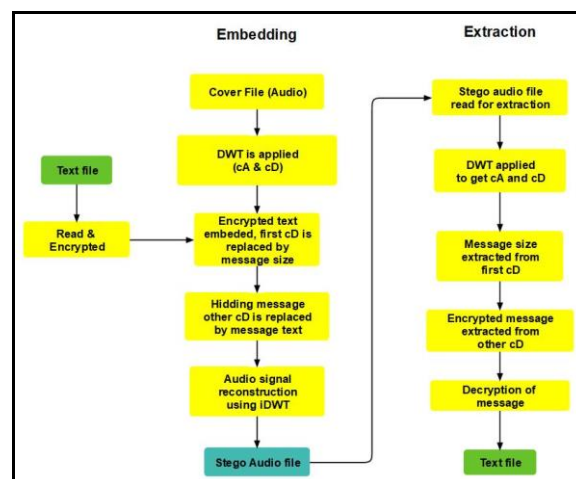 Embedding
Cover File (Audio)
DWT is applied
(cA & cD)
Text file
Read &
Encrypted
Encrypted text
embeded, first cD is
replaced by
message size
Hidding message
other cD is replaced
by message text
Audio signal
reconstruction
using iDWT
Stego Audio file
Extraction
Stego audio file
read for extraction
DWT applied
to get cA and cD
Message size
extracted from
first cD
Encrypted message
extracted from
other cD
Decryption of
message
Text file